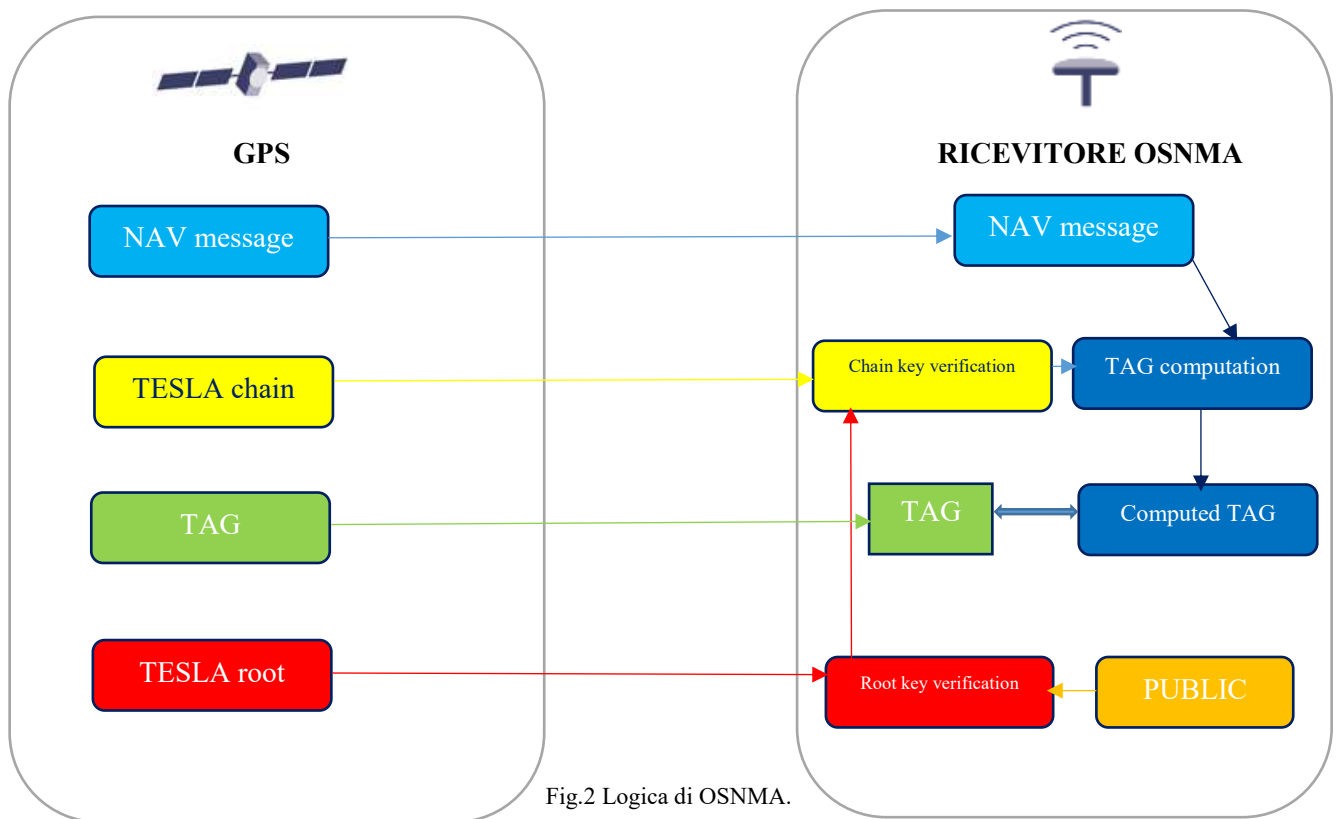 GPS
RICEVITORE OSNMA
NAV message
NAV message
TESLA chain
Chain key verification
TAG computation
TAG
TAG
Computed TAG
TESLA root
Root key verification
PUBLIC
Fig.2 Logica di OSNMA.